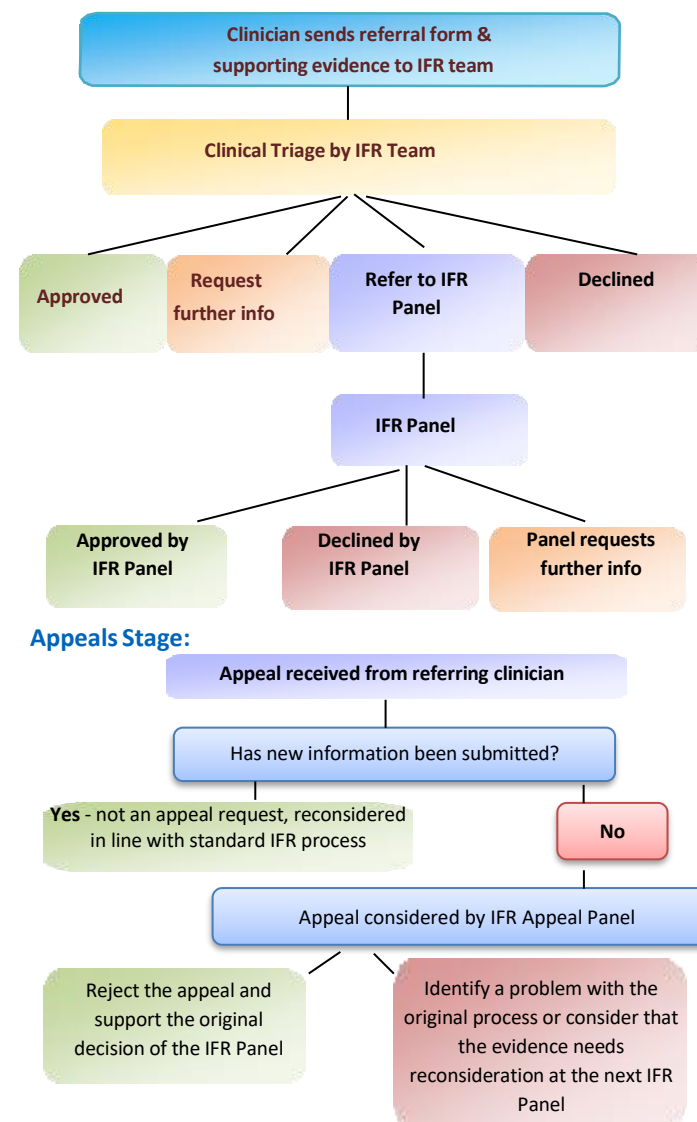 Clinician sends referral form &
supporting evidence to IFR team
Clinical Triage by IFR Team
Approved
Request
further info
Refer to IFR
Panel
Declined
IFR Panel
Approved by
IFR Panel
Declined by
IFR Panel
Panel requests
further info
Appeals Stage:
Appeal received from referring clinician
Has new information been submitted?
Yes - not an appeal request, reconsidered
in line with standard IFR process
No
Appeal considered by IFR Appeal Panel
Reject the appeal and
support the original
decision of the IFR Panel
Identify a problem with the
original process or consider that
the evidence needs
reconsideration at the next IFR
Panel